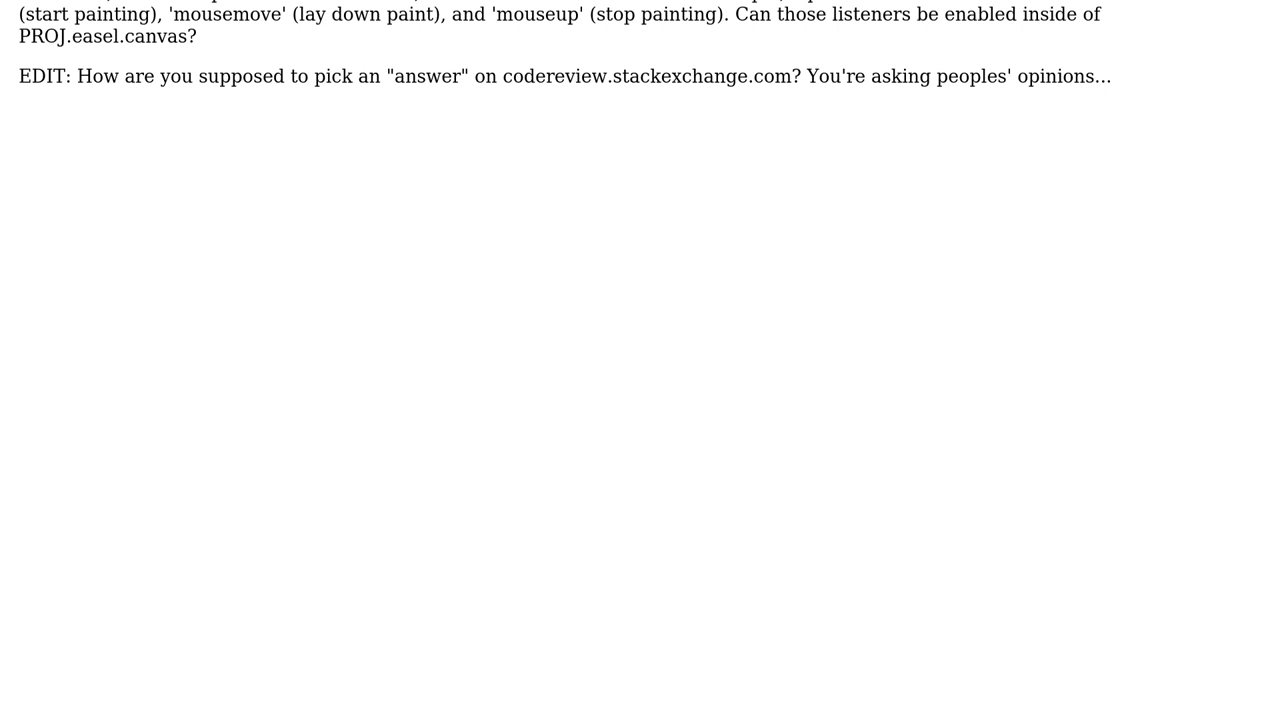 (start painting), 'mousemove' (lay down paint), and 'mouseup' (stop painting). Can those listeners be enabled inside of
PROJ.easel.canvas?
EDIT: How are you supposed to pick an "answer" on codereview.stackexchange.com? You're asking peoples' opinions...